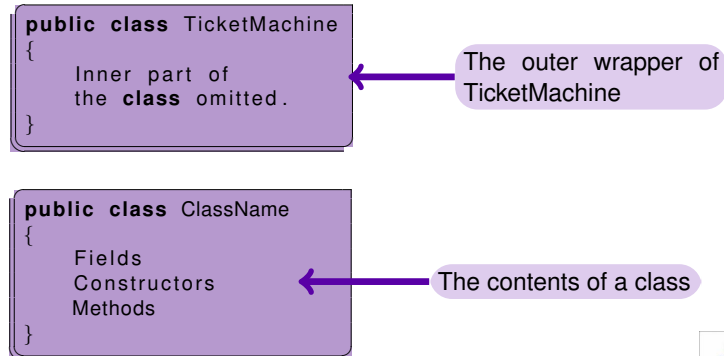 public class TicketMachine
{
Inner part of
the class omitted.
}
The outer wrapper of
TicketMachine
public class ClassName
{
Fields
Constructors
Methods
}
The contents of a class